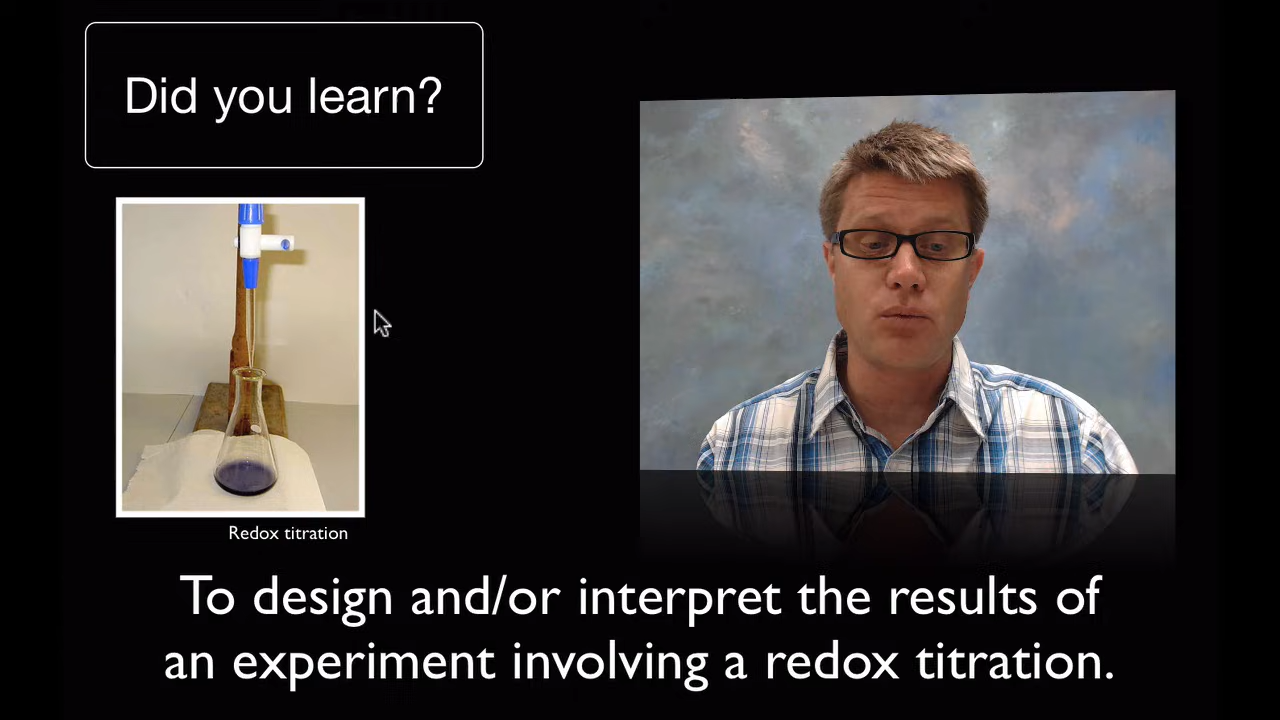 Did you learn?
Redox titration
To design and/or interpret the results of
an experiment involving a redox titration.